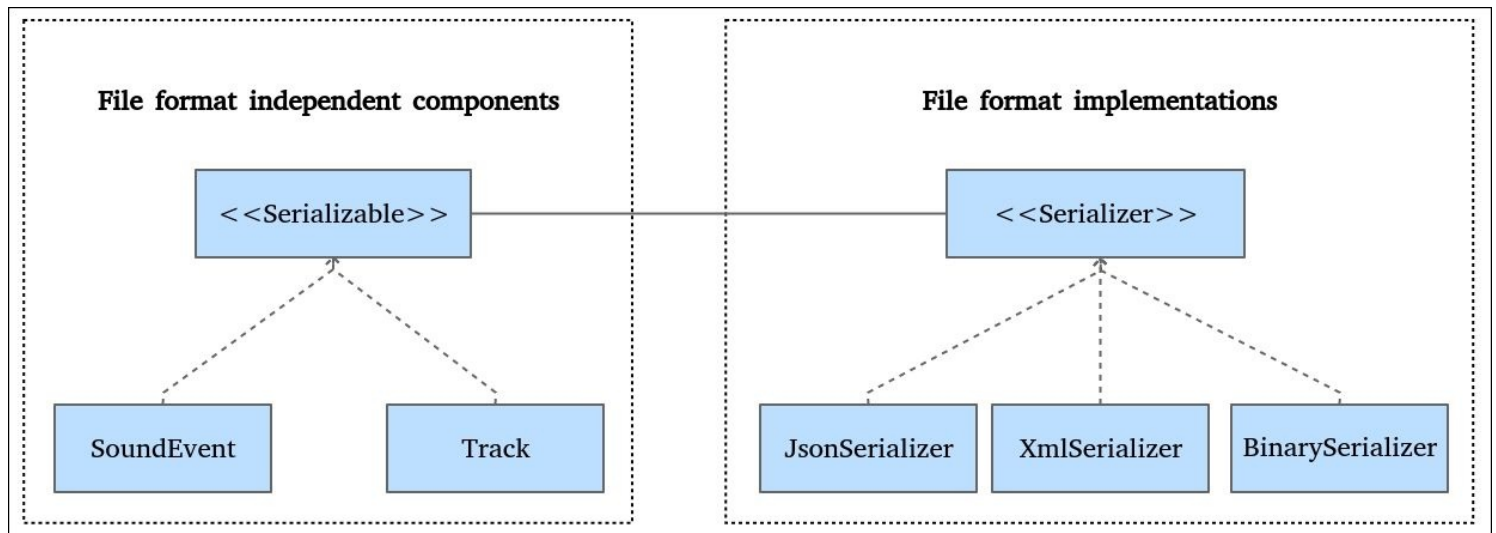 File format independent components
File format implementations
<<Serializable>>
<<Serializer>>
SoundEvent
Track
JsonSerializer
XmlSerializer
BinarySerializer